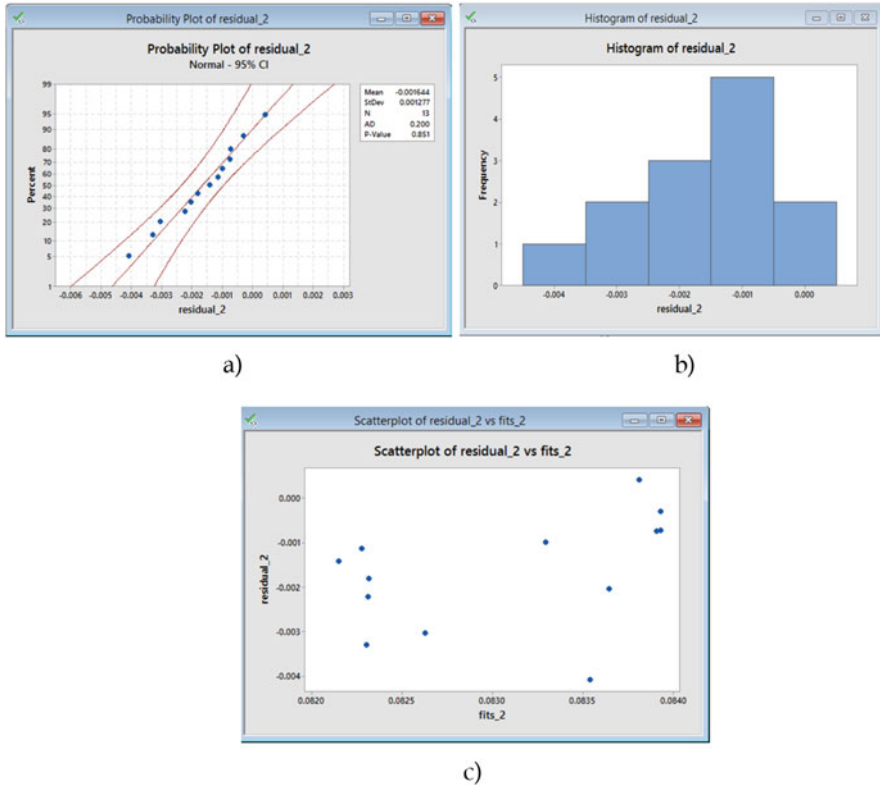 Probability Plot of residual_2
Probability Plot of residual_2
Normal - 95% CI
Mean -0.001644
StDev 0.001277
N 13
AD 0.200
P-Value 0.851
Percent
99
95
90
80
70
60
50
40
30
20
10
5
1
-0.006 -0.005 -0.004 -0.003 -0.002 -0.001 0.000 0.001 0.002 0.003
residual_2
a)
Histogram of residual_2
Histogram of residual_2
Frequency
5
4
3
2
1
0
-0.004 -0.003 -0.002 -0.001 0.000
residual_2
b)
Scatterplot of residual_2 vs fits_2
Scatterplot of residual_2 vs fits_2
residual_2
0.000
-0.001
-0.002
-0.003
-0.004
0.0820 0.0825 0.0830 0.0835 0.0840
fits_2
c)